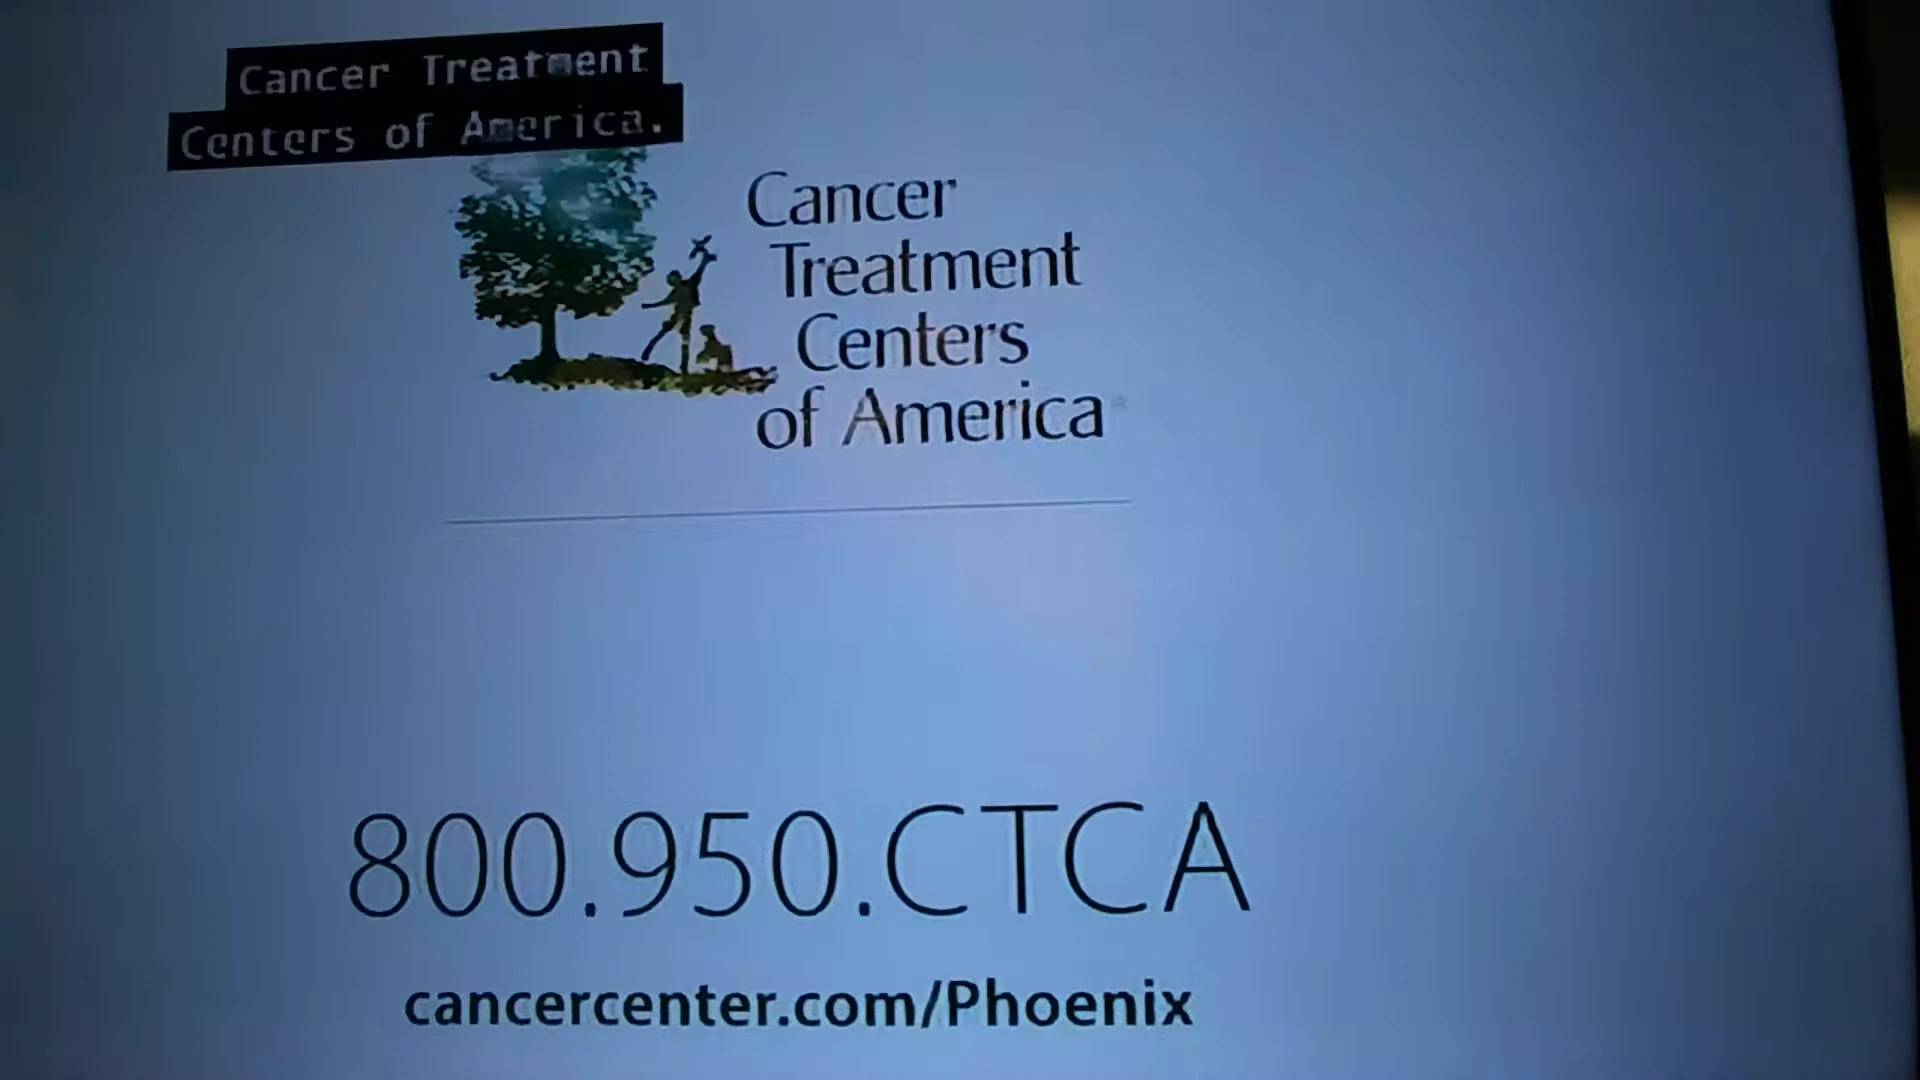 Cancer Treatment
Centers of America.
Cancer
Treatment
Centers
of America®
800.950.CTCA
cancercenter.com/Phoenix